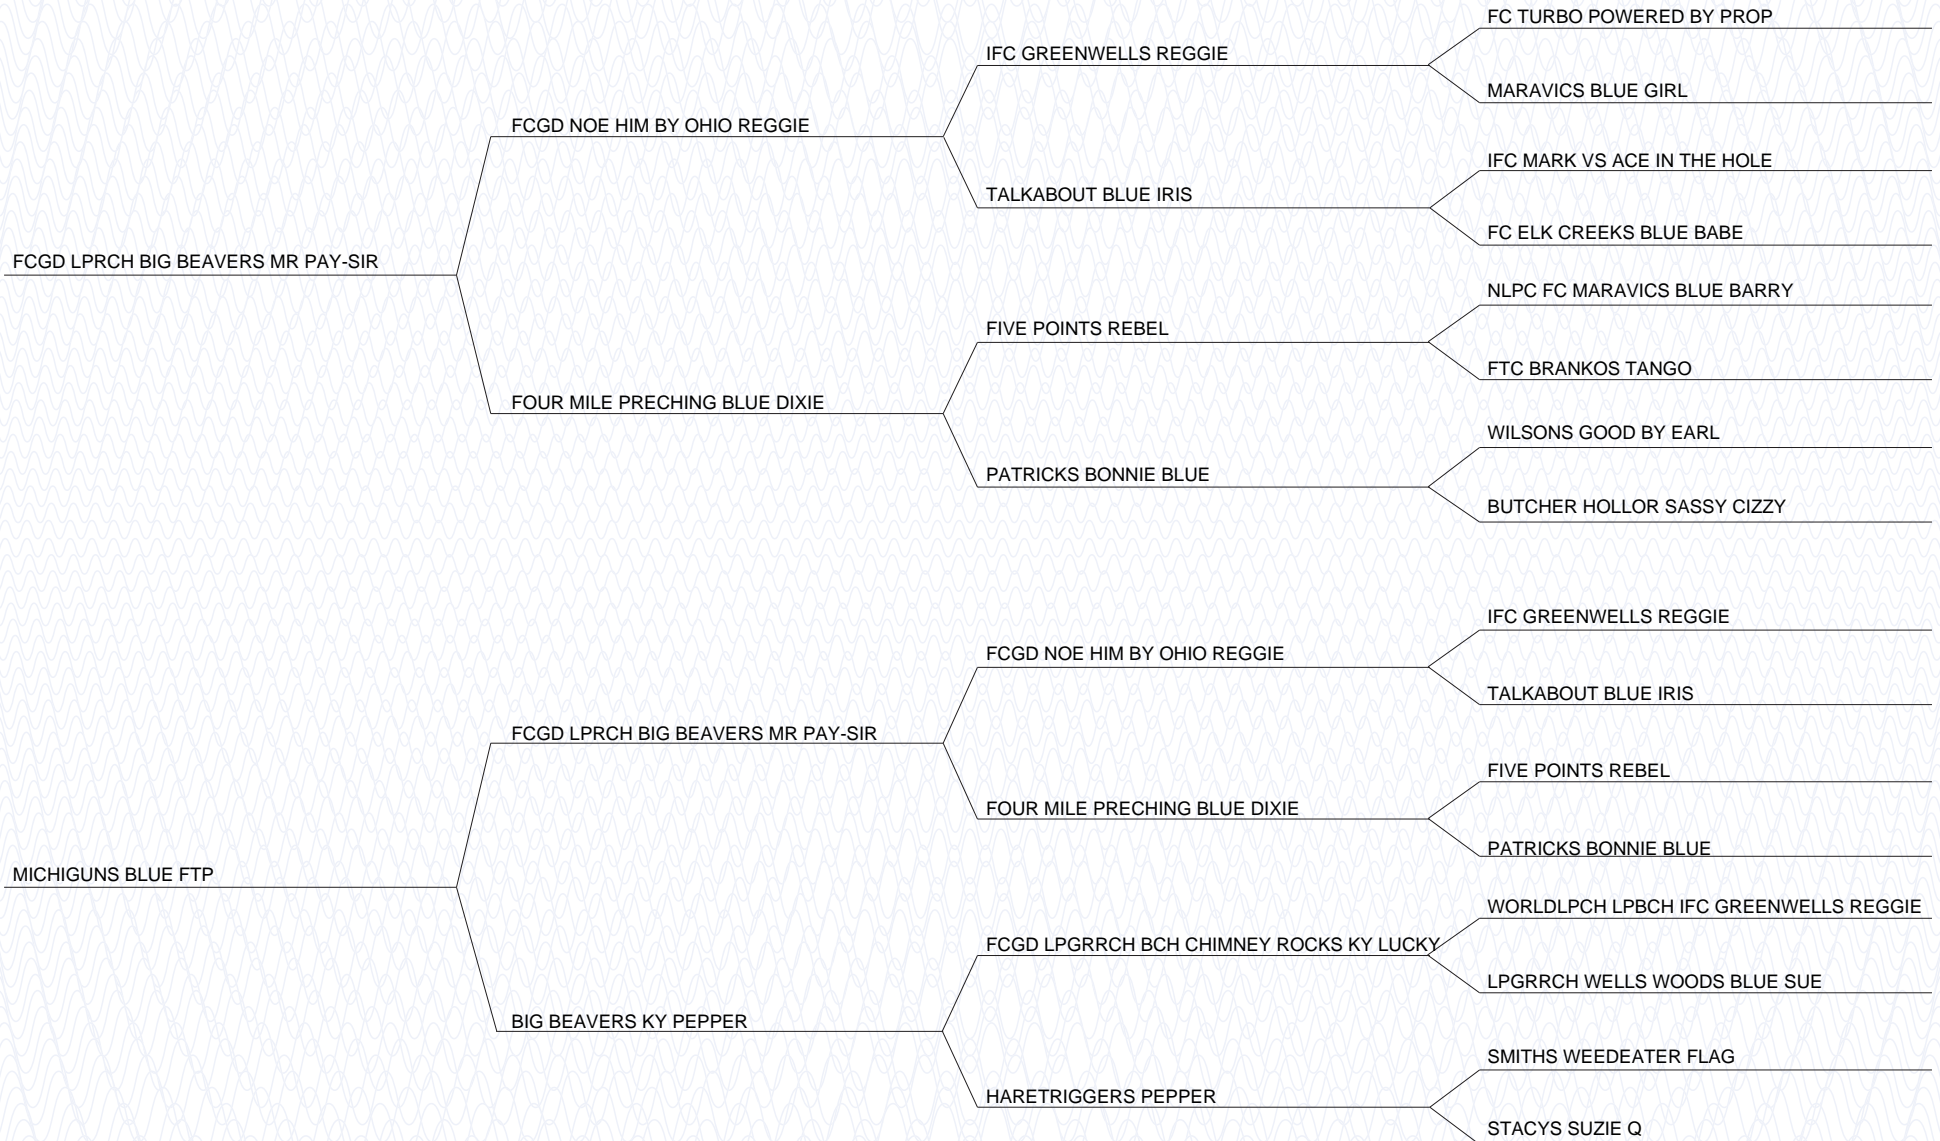 FC TURBO POWERED BY PROP
IFC GREENWELLS REGGIE
MARAVICS BLUE GIRL
FCGD NOE HIM BY OHIO REGGIE
IFC MARK VS ACE IN THE HOLE
TALKABOUT BLUE IRIS
FC ELK CREEKS BLUE BABE
FCGD LPRCH BIG BEAVERS MR PAY-SIR
NLPC FC MARAVICS BLUE BARRY
FIVE POINTS REBEL
FTC BRANKOS TANGO
FOUR MILE PRECHING BLUE DIXIE
WILSONS GOOD BY EARL
PATRICKS BONNIE BLUE
BUTCHER HOLLOR SASSY CIZZY
IFC GREENWELLS REGGIE
FCGD NOE HIM BY OHIO REGGIE
TALKABOUT BLUE IRIS
FCGD LPRCH BIG BEAVERS MR PAY-SIR
FIVE POINTS REBEL
FOUR MILE PRECHING BLUE DIXIE
PATRICKS BONNIE BLUE
MICHIGUNS BLUE FTP
WORLDLPCH LPBCH IFC GREENWELLS REGGIE
FCGD LPGRRCH BCH CHIMNEY ROCKS KY LUCKY
LPGRRCH WELLS WOODS BLUE SUE
BIG BEAVERS KY PEPPER
SMITHS WEEDEATER FLAG
HARETRIGGERS PEPPER
STACYS SUZIE Q